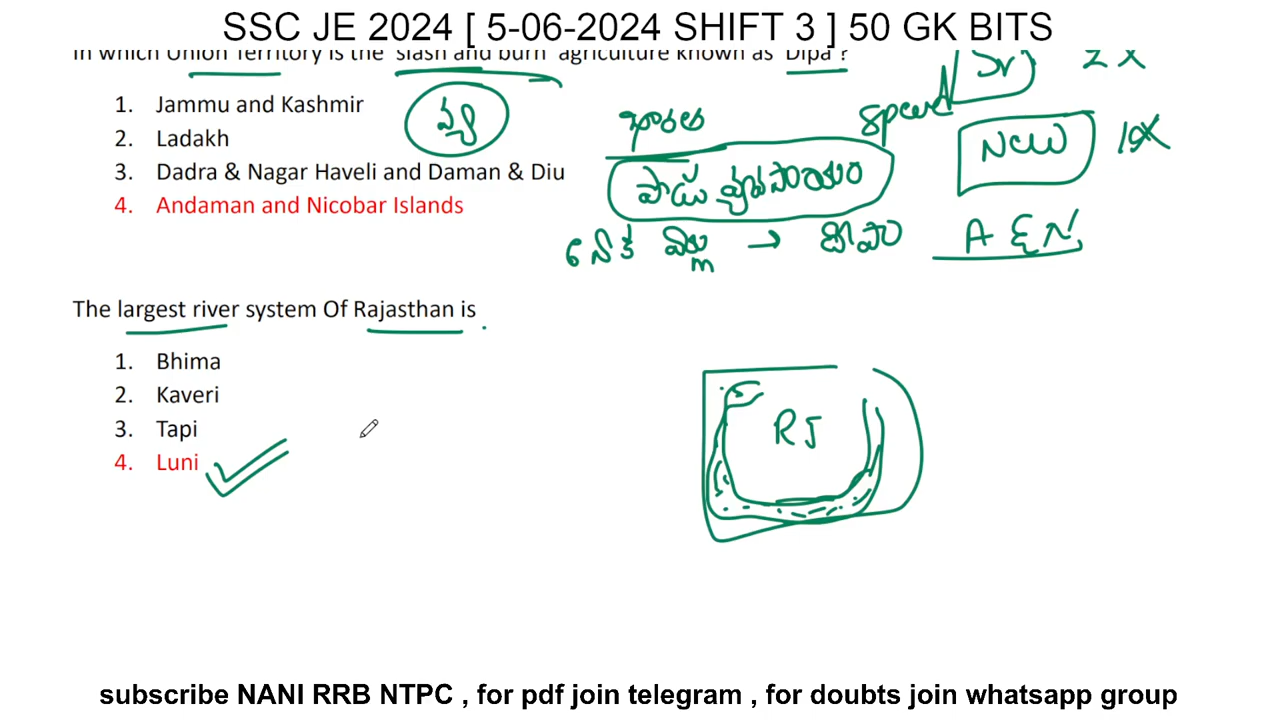 SSC JE 2024 [ 5-06-2024 SHIFT 3 ] 50 GK BITS
In which Union Territory is the 'slash and burn' agriculture known as 'Dipa'?
1. Jammu and Kashmir
2. Ladakh
3. Dadra & Nagar Haveli and Daman & Diu
4. Andaman and Nicobar Islands
speed
New
పోడు వ్యవసాయం
A & N
The largest river system Of Rajasthan is
1. Bhima
2. Kaveri
3. Tapi
4. Luni
RJ
subscribe NANI RRB NTPC , for pdf join telegram , for doubts join whatsapp group